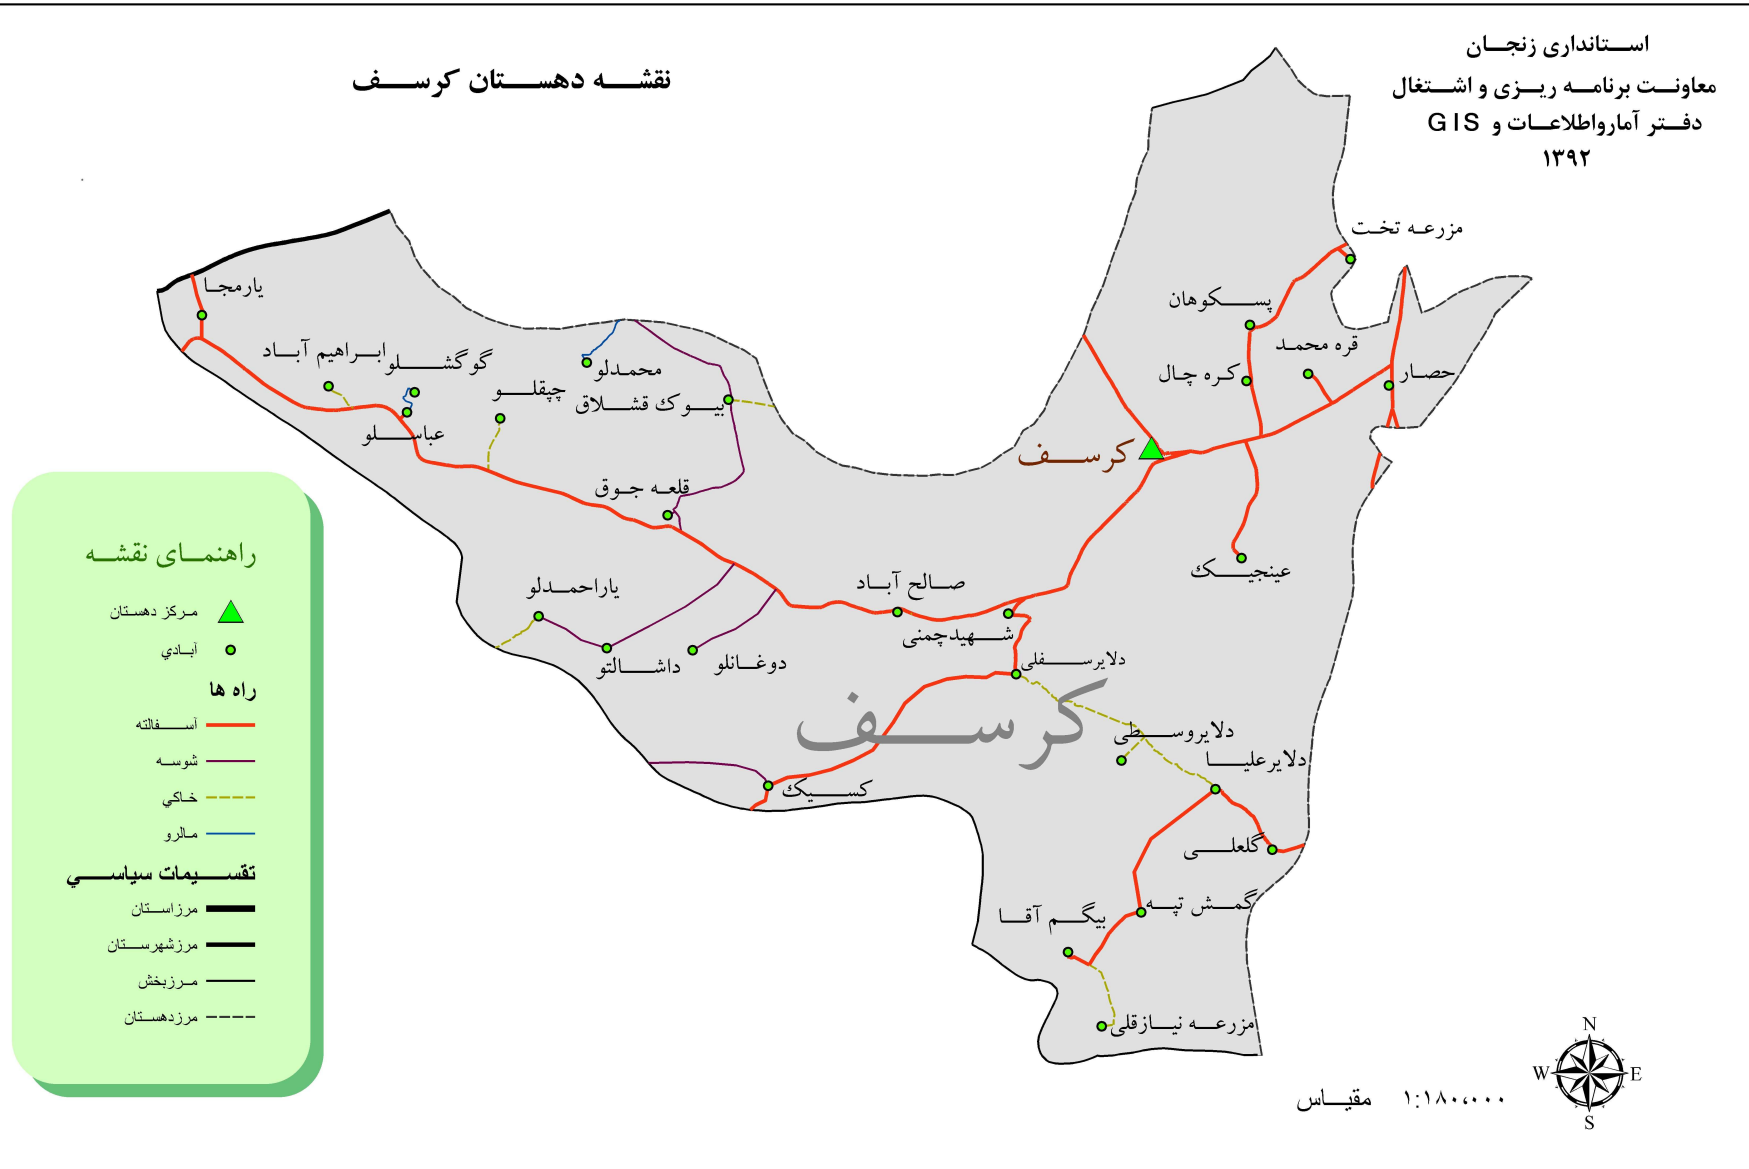 استانداری زنجان
معاونت برنامه ریزی و اشتغال
دفتر آمارواطلاعات و GIS
۱۳۹۲
نقشه دهستان کرسف
مزرعه تخت
یارمجا
پسکوهان
ابراهیم آباد
گوگشلو
محمدلو
قره محمد
حصار
کره چال
چپقلو
بیوک قشلاق
عباسلو
کرسف
قلعه جوق
عینجیک
یاراحمدلو
صالح آباد
شهیدچمنی
داشالتو
دوغانلو
دلایرسفلی
کرسف
دلایروسطی
دلایرعلیا
کسیک
گلعلی
گمش تپه
بیگم آقا
مزرعه نیازقلی
راهنمای نقشه
مرکز دهستان
آبادي
راه ها
آسفالته
شوسه
خاکي
مالرو
تقسیمات سیاسي
مرزاستان
مرزشهرستان
مرزبخش
مرزدهستان
N
W E
S
مقیاس ۱:۱۸۰،۰۰۰